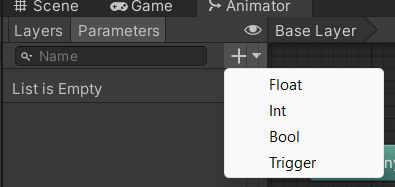 Scene Game Animator
Layers Parameters Base Layer
Name
List is Empty
Float
Int
Bool
Trigger